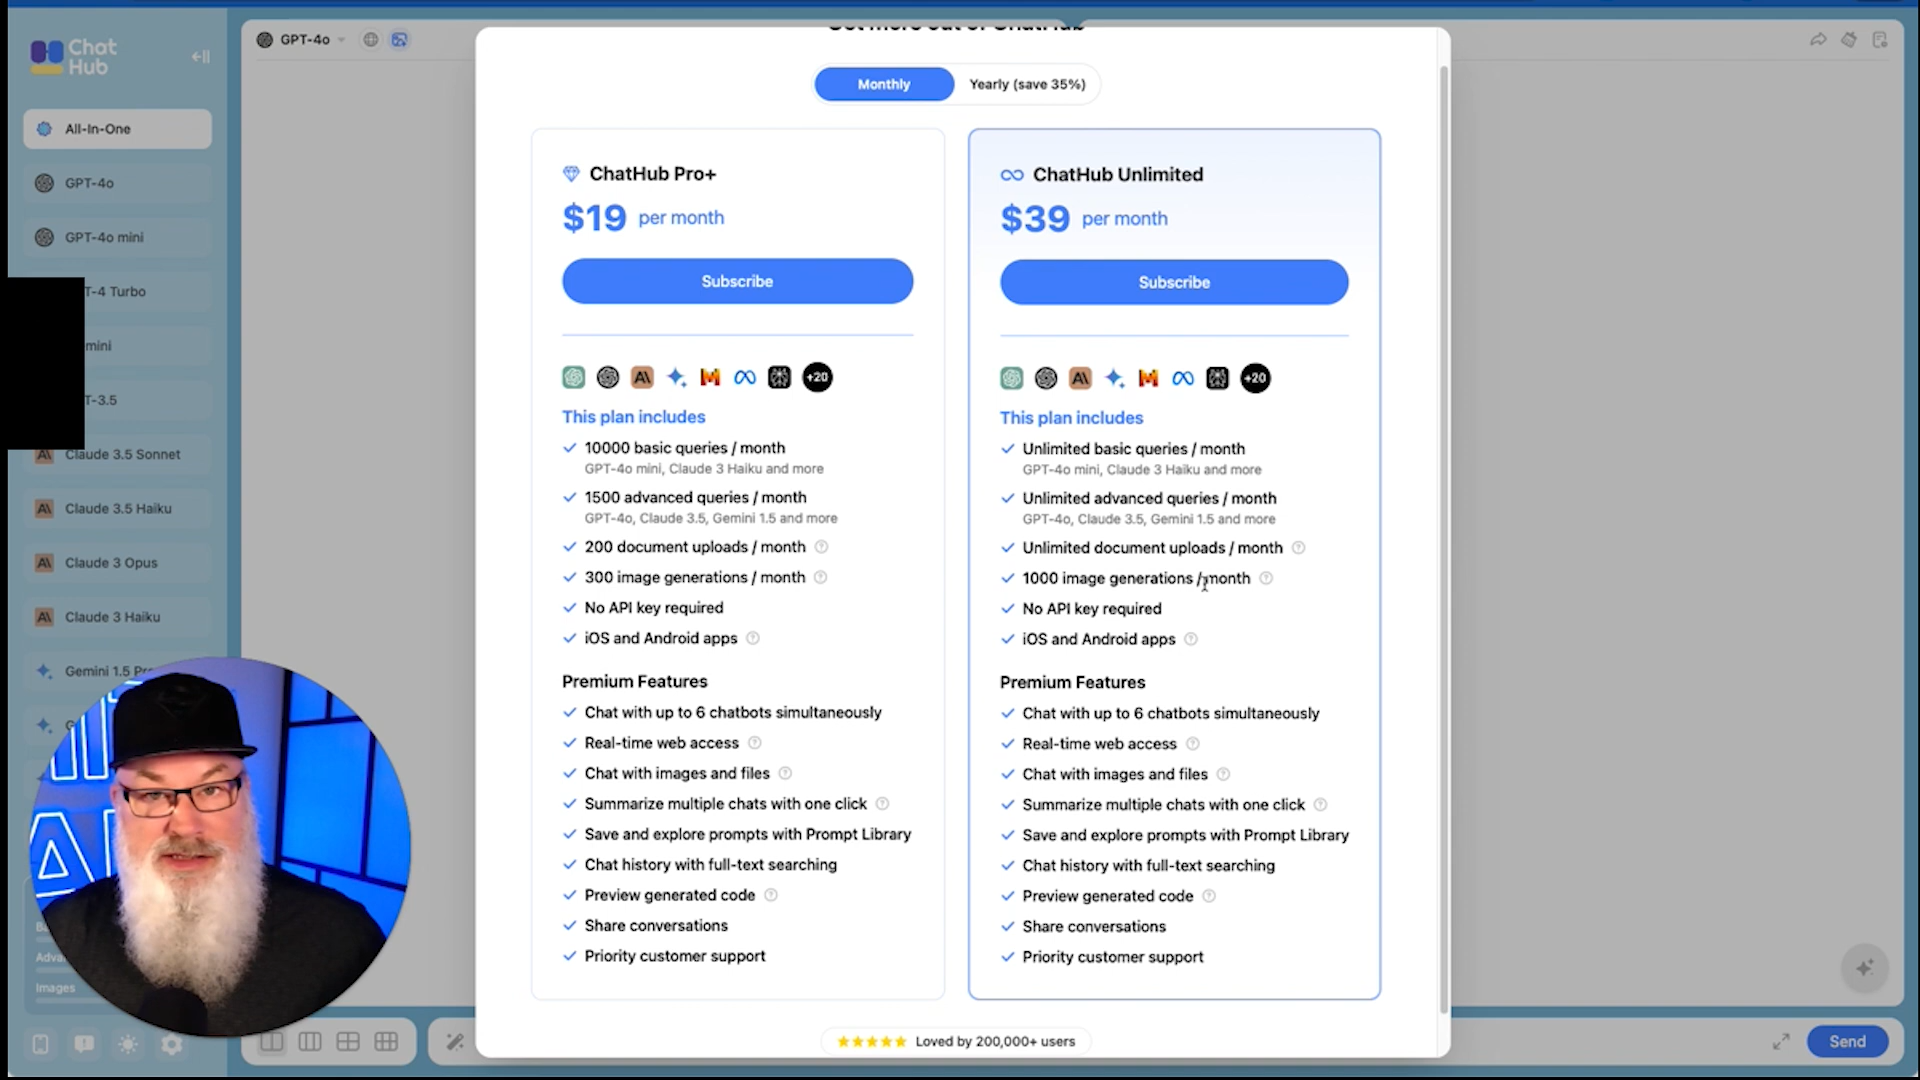 Get more out of ChatHub
Monthly
Yearly (save 35%)
Chat
Hub
GPT-4o
All-In-One
GPT-4o
GPT-4o mini
T-4 Turbo
mini
T-3.5
Claude 3.5 Sonnet
Claude 3.5 Haiku
Claude 3 Opus
Claude 3 Haiku
Gemini 1.5 Pr
Adva
Images
ChatHub Pro+
$19 per month
Subscribe
+20
This plan includes
10000 basic queries / month
GPT-4o mini, Claude 3 Haiku and more
1500 advanced queries / month
GPT-4o, Claude 3.5, Gemini 1.5 and more
200 document uploads / month
300 image generations / month
No API key required
iOS and Android apps
Premium Features
Chat with up to 6 chatbots simultaneously
Real-time web access
Chat with images and files
Summarize multiple chats with one click
Save and explore prompts with Prompt Library
Chat history with full-text searching
Preview generated code
Share conversations
Priority customer support
ChatHub Unlimited
$39 per month
Subscribe
+20
This plan includes
Unlimited basic queries / month
GPT-4o mini, Claude 3 Haiku and more
Unlimited advanced queries / month
GPT-4o, Claude 3.5, Gemini 1.5 and more
Unlimited document uploads / month
1000 image generations / month
No API key required
iOS and Android apps
Premium Features
Chat with up to 6 chatbots simultaneously
Real-time web access
Chat with images and files
Summarize multiple chats with one click
Save and explore prompts with Prompt Library
Chat history with full-text searching
Preview generated code
Share conversations
Priority customer support
Loved by 200,000+ users
Send